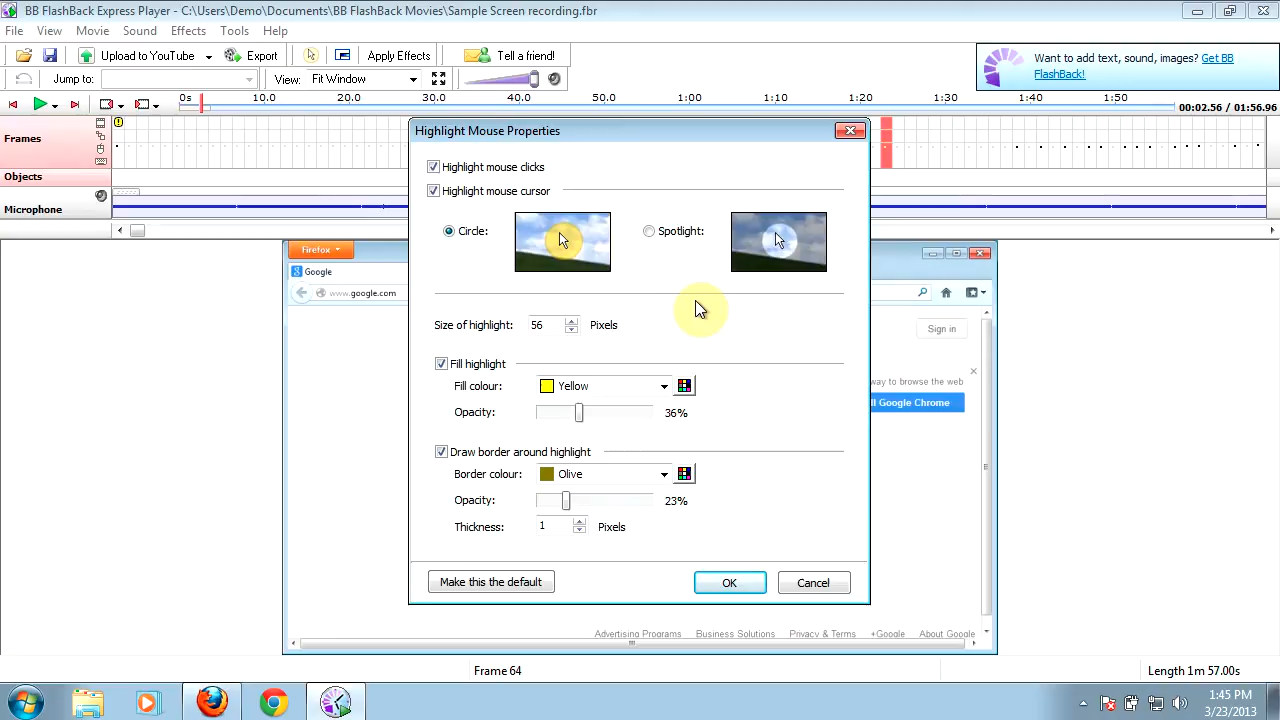 BB FlashBack Express Player - C:\Users\Demo\Documents\BB FlashBack Movies\Sample Screen recording.fbr
File View Movie Sound Effects Tools Help
Upload to YouTube Export Apply Effects Tell a friend!
Want to add text, sound, images? Get BB
FlashBack!
Jump to: View: Fit Window
0s 10.0 20.0 30.0 40.0 50.0 1:00 1:10 1:20 1:30 1:40 1:50
00:02.56 / 01:56.96
Frames
Objects
Microphone
Highlight Mouse Properties
Highlight mouse clicks
Highlight mouse cursor
Circle: Spotlight:
Size of highlight: 56 Pixels
Fill highlight
Fill colour: Yellow
Opacity: 36%
Draw border around highlight
Border colour: Olive
Opacity: 23%
Thickness: 1 Pixels
Make this the default OK Cancel
Firefox
Google
www.google.com
Sign in
way to browse the web
ll Google Chrome
Advertising Programs Business Solutions Privacy & Terms +Google About Google
Frame 64 Length 1m 57.00s
1:45 PM
3/23/2013